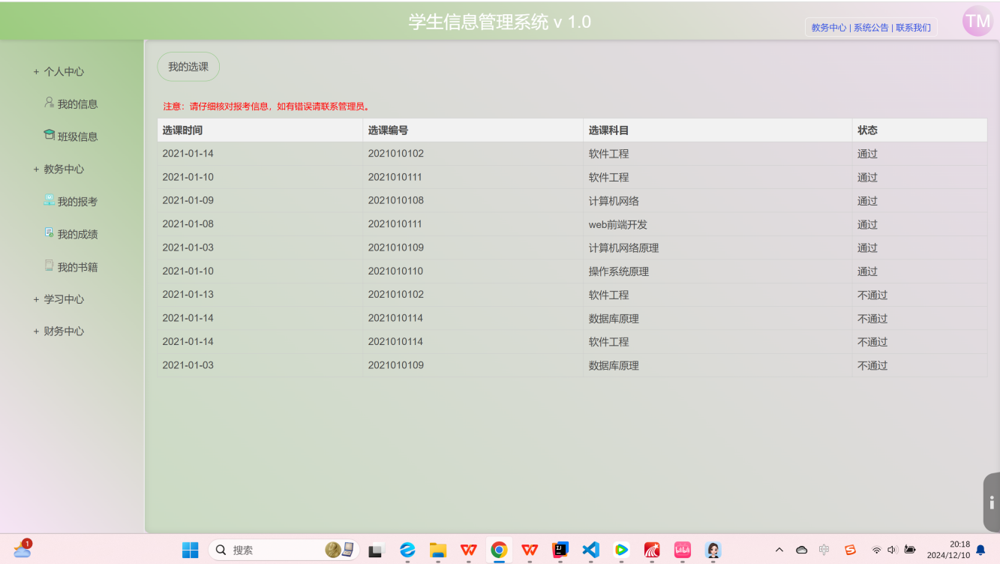 学生信息管理系统 v 1.0
教务中心 | 系统公告 | 联系我们
TM
+ 个人中心
我的信息
班级信息
+ 教务中心
我的报考
我的成绩
我的书籍
+ 学习中心
+ 财务中心
我的选课
注意：请仔细核对报考信息，如有错误请联系管理员。
选课时间 选课编号 选课科目 状态
2021-01-14 2021010102 软件工程 通过
2021-01-10 2021010111 软件工程 通过
2021-01-09 2021010108 计算机网络 通过
2021-01-08 2021010111 web前端开发 通过
2021-01-03 2021010109 计算机网络原理 通过
2021-01-10 2021010110 操作系统原理 通过
2021-01-13 2021010102 软件工程 不通过
2021-01-14 2021010114 数据库原理 不通过
2021-01-14 2021010114 软件工程 不通过
2021-01-03 2021010109 数据库原理 不通过
i
1
搜索
中
20:18
2024/12/10